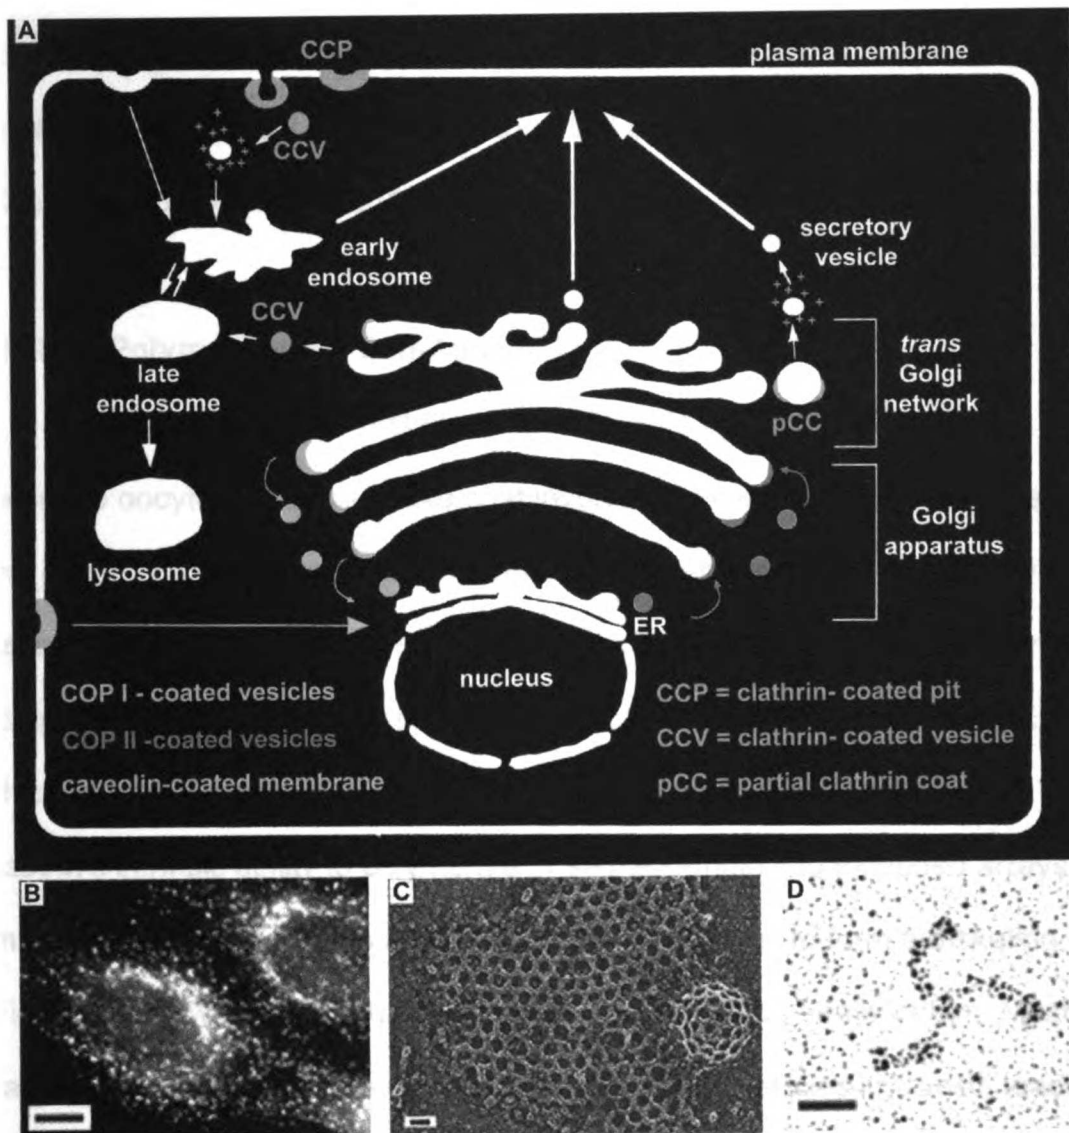 A
CCP
plasma membrane
CCV
early
endosome
secretory
vesicle
CCV
late
endosome
trans
Golgi
network
pCC
lysosome
Golgi
apparatus
ER
nucleus
COP I - coated vesicles
COP II -coated vesicles
caveolin-coated membrane
CCP = clathrin- coated pit
CCV = clathrin- coated vesicle
pCC = partial clathrin coat
B
C
D